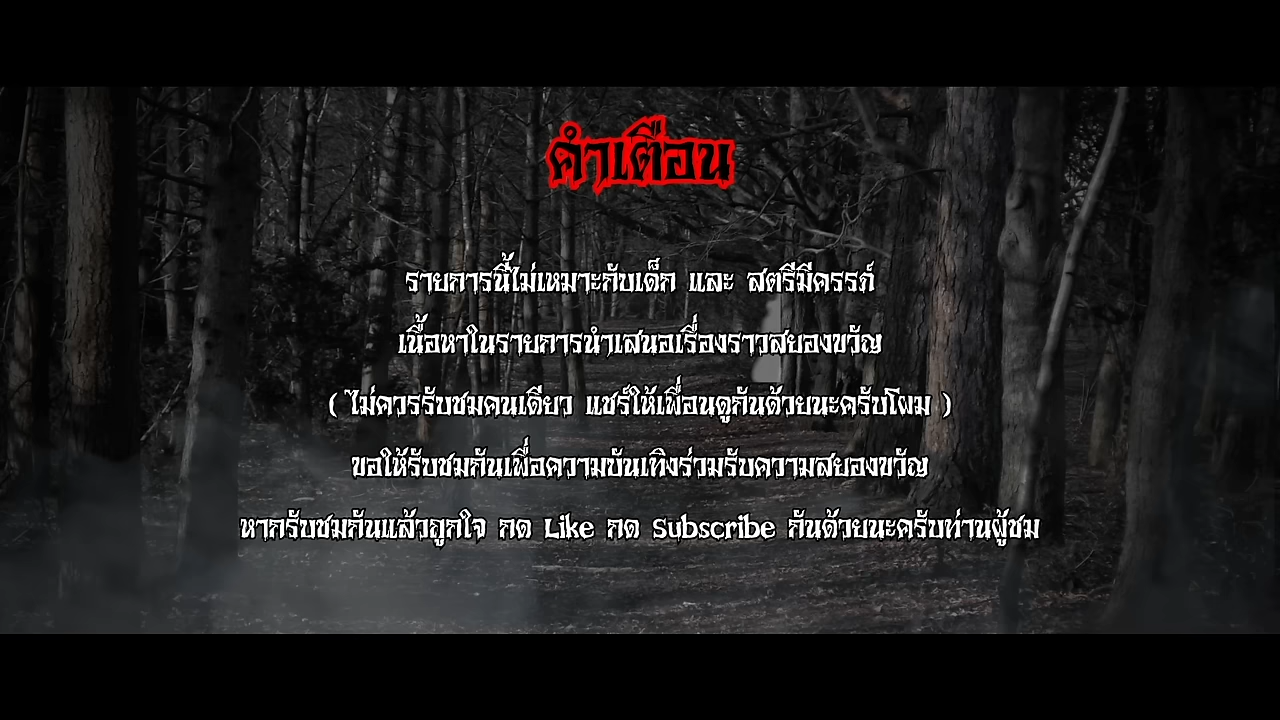 คำเตือน
รายการนี้ไม่เหมาะกับเด็ก และ สตรีมีครรภ์
เนื้อหาในรายการนำเสนอเรื่องราวสยองขวัญ
( ไม่ควรรับชมคนเดียว แชร์ให้เพื่อนดูกันด้วยนะครับโผม )
ขอให้รับชมกันเพื่อความบันเทิงร่วมรับความสยองขวัญ
หากรับชมกันแล้วถูกใจ กด Like กด Subscribe กันด้วยนะครับท่านผู้ชม